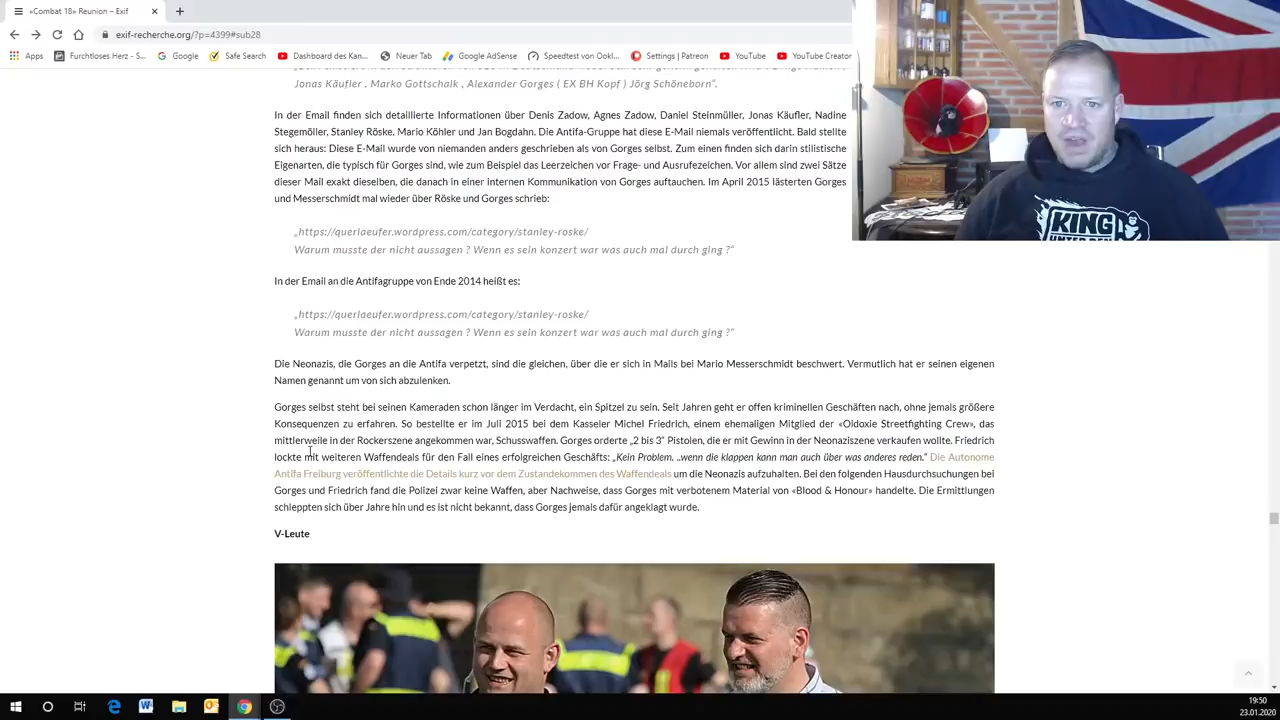 «Combat 18» Reunion – Exif
exif-recherche.org/?p=4399#sub28
Apps Furchtloses Herz – S... Google Safe Search Dashboard des Kan... Neuer Tab Google AdSense Speedtest von Ookl... Settings | Patreon YouTube YouTube Creator
Jonas Käufler , Marko Gottschalk , Alexander Gorges ( EX BH Kopf ) Jörg Schöneborn“.
In der Email finden sich detaillierte Informationen über Denis Zadow, Agnes Zadow, Daniel Steinmüller, Jonas Käufler, Nadine
Stegemöller, Stanley Röske, Mario Köhler und Jan Bogdahn. Die Antifa-Gruppe hat diese E-Mail niemals veröffentlicht. Bald stellte
sich heraus: Diese E-Mail wurde von niemanden anders geschrieben als von Gorges selbst. Zum einen finden sich darin stilistische
Eigenarten, die typisch für Gorges sind, wie zum Beispiel das Leerzeichen vor Frage- und Ausrufezeichen. Vor allem sind zwei Sätze
dieser Mail exakt dieselben, die danach in einer internen Kommunikation von Gorges auftauchen. Im April 2015 lästerten Gorges
und Messerschmidt mal wieder über Röske und Gorges schrieb:
„https://querlaeufer.wordpress.com/category/stanley-roske/
Warum musste der nicht aussagen ? Wenn es sein konzert war was auch mal durch ging ?“
In der Email an die Antifagruppe von Ende 2014 heißt es:
„https://querlaeufer.wordpress.com/category/stanley-roske/
Warum musste der nicht aussagen ? Wenn es sein konzert war was auch mal durch ging ?“
Die Neonazis, die Gorges an die Antifa verpetzt, sind die gleichen, über die er sich in Mails bei Mario Messerschmidt beschwert. Vermutlich hat er seinen eigenen
Namen genannt um von sich abzulenken.
Gorges selbst steht bei seinen Kameraden schon länger im Verdacht, ein Spitzel zu sein. Seit Jahren geht er offen kriminellen Geschäften nach, ohne jemals größere
Konsequenzen zu erfahren. So bestellte er im Juli 2015 bei dem Kasseler Michel Friedrich, einem ehemaligen Mitglied der «Oidoxie Streetfighting Crew», das
mittlerweile in der Rockerszene angekommen war, Schusswaffen. Gorges orderte „2 bis 3“ Pistolen, die er mit Gewinn in der Neonaziszene verkaufen wollte. Friedrich
lockte mit weiteren Waffendeals für den Fall eines erfolgreichen Geschäfts: „Kein Problem. ..wenn die klappen kann man auch über was anderes reden.“ Die Autonome
Antifa Freiburg veröffentlichte die Details kurz vor dem Zustandekommen des Waffendeals um die Neonazis aufzuhalten. Bei den folgenden Hausdurchsuchungen bei
Gorges und Friedrich fand die Polizei zwar keine Waffen, aber Nachweise, dass Gorges mit verbotenem Material von «Blood & Honour» handelte. Die Ermittlungen
schleppten sich über Jahre hin und es ist nicht bekannt, dass Gorges jemals dafür angeklagt wurde.
V-Leute
KING
UNTER DEN
19:50
23.01.2020